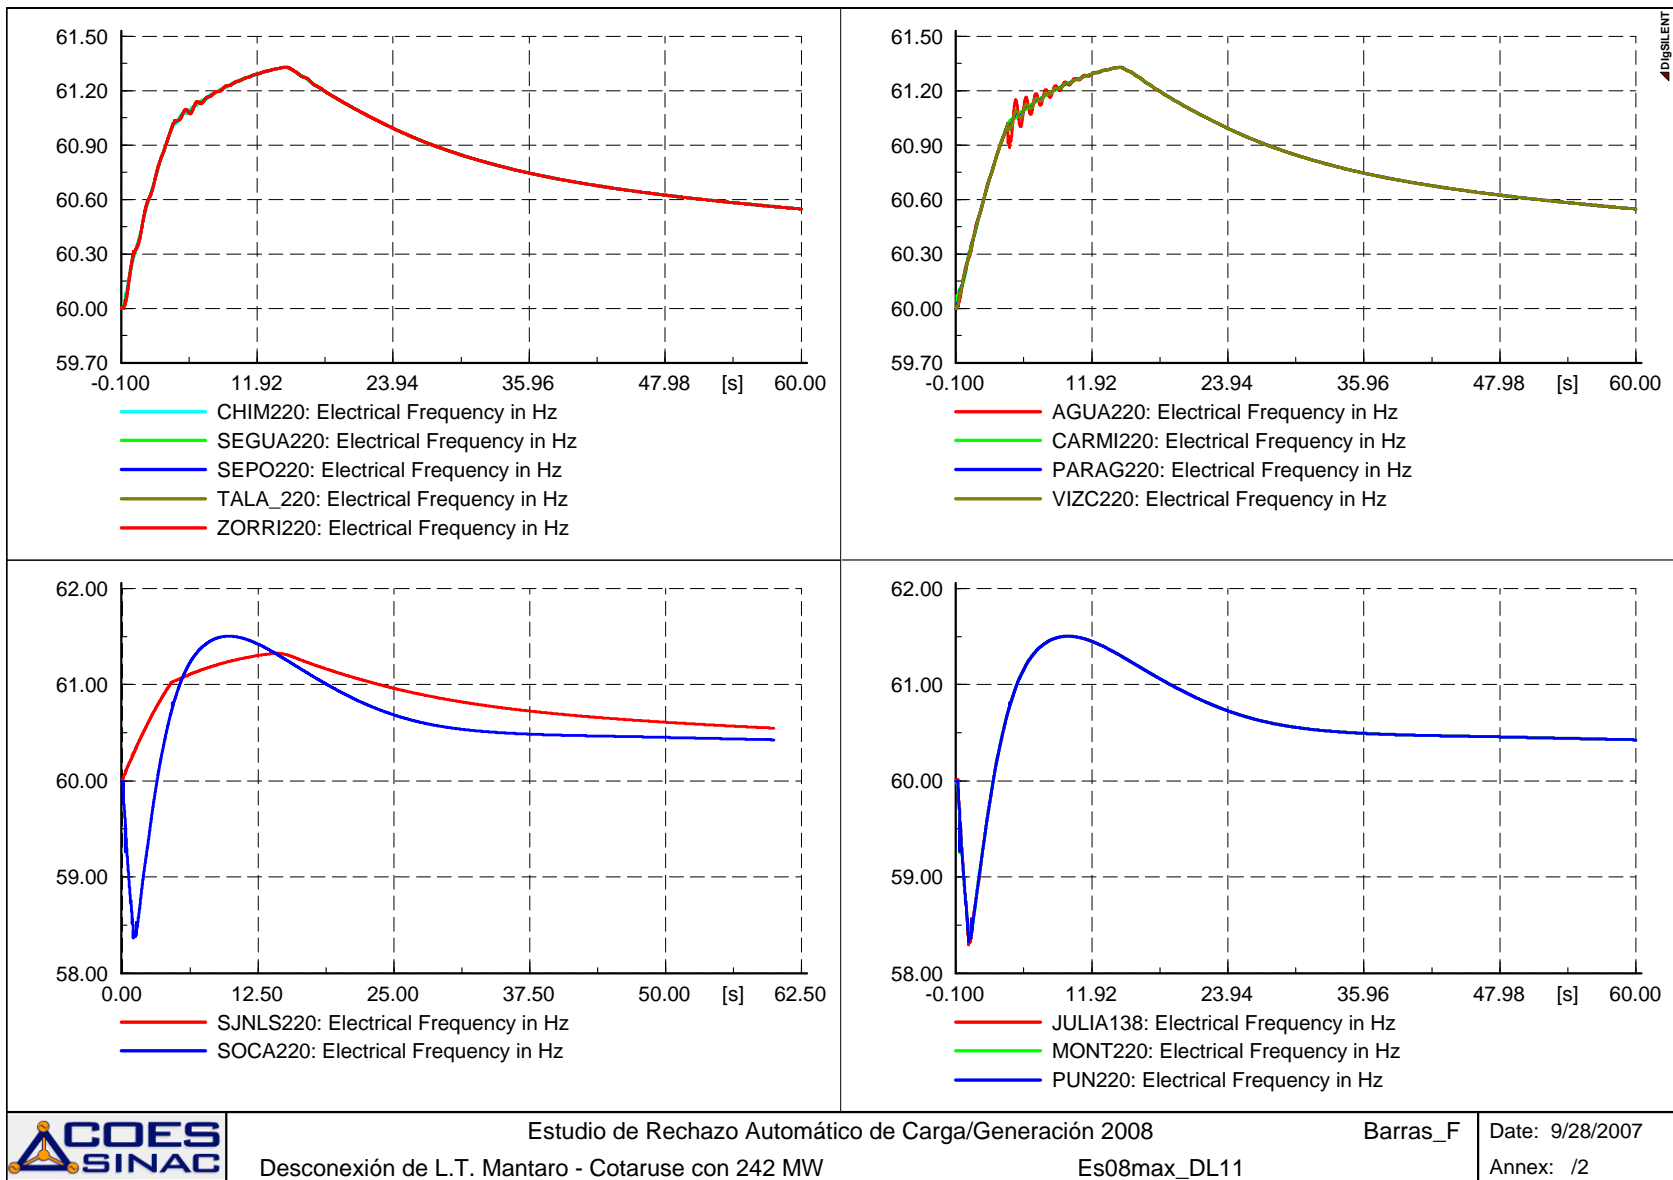 61.50
61.20
60.90
60.60
60.30
60.00
59.70
-0.100 11.92 23.94 35.96 47.98 [s] 60.00
CHIM220: Electrical Frequency in Hz
SEGUA220: Electrical Frequency in Hz
SEPO220: Electrical Frequency in Hz
TALA_220: Electrical Frequency in Hz
ZORRI220: Electrical Frequency in Hz
61.50
61.20
60.90
60.60
60.30
60.00
59.70
-0.100 11.92 23.94 35.96 47.98 [s] 60.00
AGUA220: Electrical Frequency in Hz
CARMI220: Electrical Frequency in Hz
PARAG220: Electrical Frequency in Hz
VIZC220: Electrical Frequency in Hz
DIgSILENT
62.00
61.00
60.00
59.00
58.00
0.00 12.50 25.00 37.50 50.00 [s] 62.50
SJNLS220: Electrical Frequency in Hz
SOCA220: Electrical Frequency in Hz
62.00
61.00
60.00
59.00
58.00
-0.100 11.92 23.94 35.96 47.98 [s] 60.00
JULIA138: Electrical Frequency in Hz
MONT220: Electrical Frequency in Hz
PUN220: Electrical Frequency in Hz
COES
SINAC
Estudio de Rechazo Automático de Carga/Generación 2008 Barras_F
Desconexión de L.T. Mantaro - Cotaruse con 242 MW Es08max_DL11
Date: 9/28/2007
Annex: /2